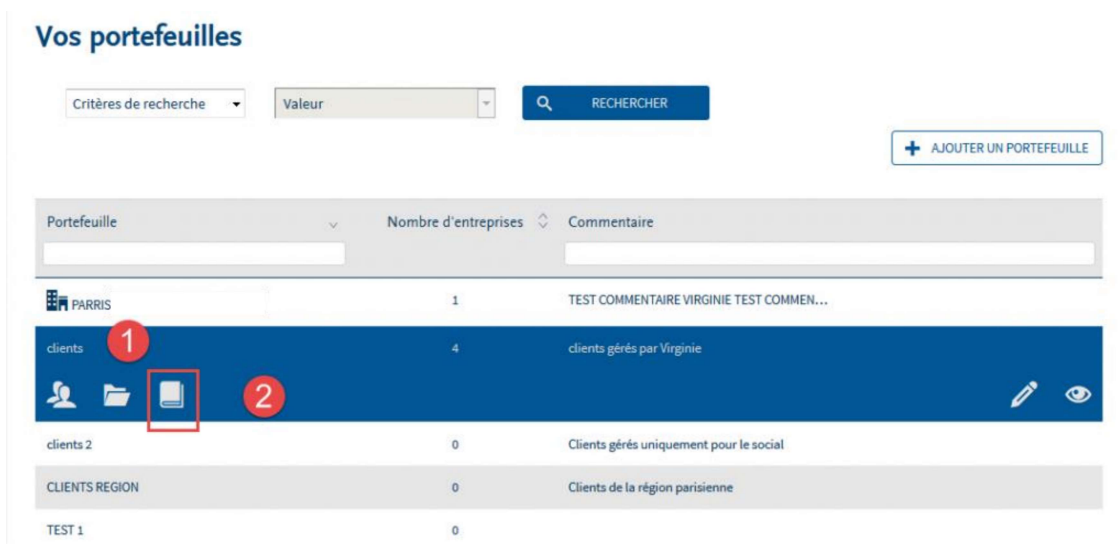 Vos portefeuilles
Critères de recherche Valeur RECHERCHER
AJOUTER UN PORTEFEUILLE
Portefeuille Nombre d'entreprises Commentaire
PARRIS 1 TEST COMMENTAIRE VIRGINIE TEST COMMEN...
clients 1 4 clients gérés par Virginie
2
clients 2 0 Clients gérés uniquement pour le social
CLIENTS REGION 0 Clients de la région parisienne
TEST 1 0